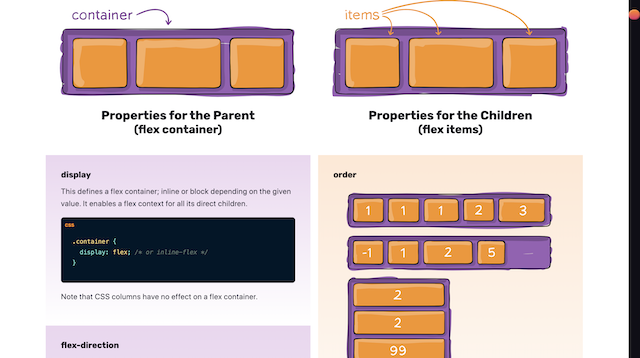 container
items
Properties for the Parent
(flex container)
Properties for the Children
(flex items)
display
This defines a flex container; inline or block depending on the given
value. It enables a flex context for all its direct children.
CSS
.container {
display: flex; /* or inline-flex */
}
Note that CSS columns have no effect on a flex container.
flex-direction
order
1 1 1 2 3
-1 1 2 5
2
2
99